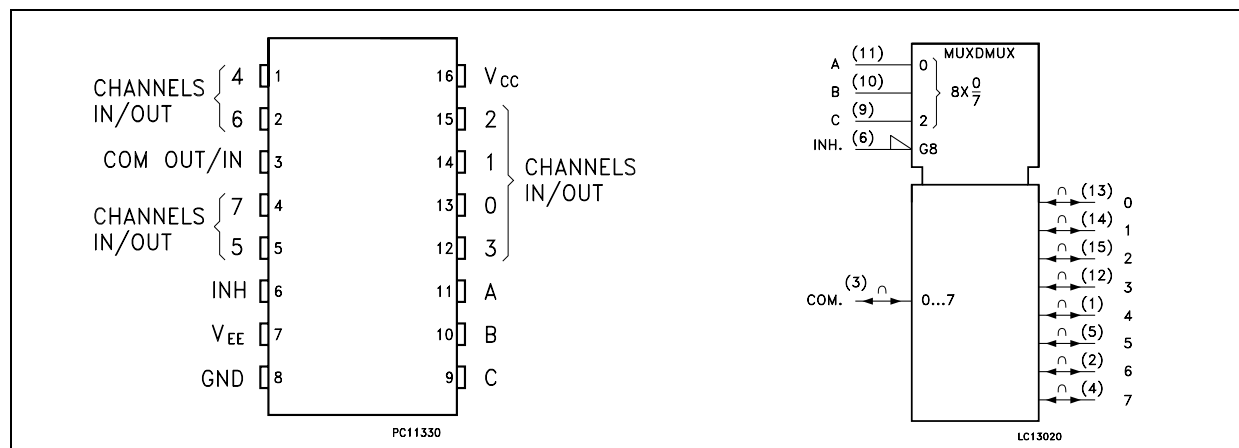 CHANNELS
IN/OUT
4 1
6 2
COM OUT/IN 3
CHANNELS
IN/OUT
7 4
5 5
INH 6
VEE 7
GND 8
16 VCC
15 2
14 1
13 0
12 3
CHANNELS
IN/OUT
11 A
10 B
9 C
PC11330
MUXDMUX
A (11) 0
B (10)
C (9) 2
8X 0/7
INH. (6) G8
COM. (3) ∩ 0...7
∩ (13) 0
∩ (14) 1
∩ (15) 2
∩ (12) 3
∩ (1) 4
∩ (5) 5
∩ (2) 6
∩ (4) 7
LC13020